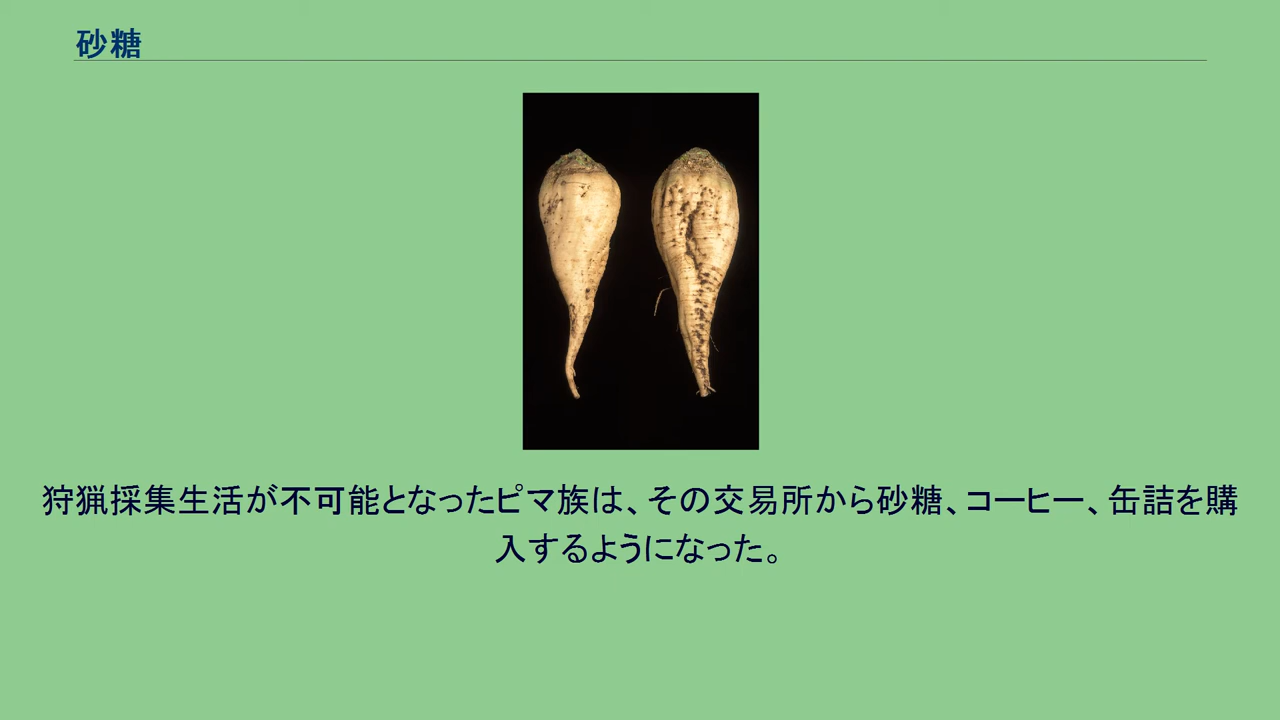 砂糖
狩猟採集生活が不可能となったピマ族は、その交易所から砂糖、コーヒー、缶詰を購
入するようになった。